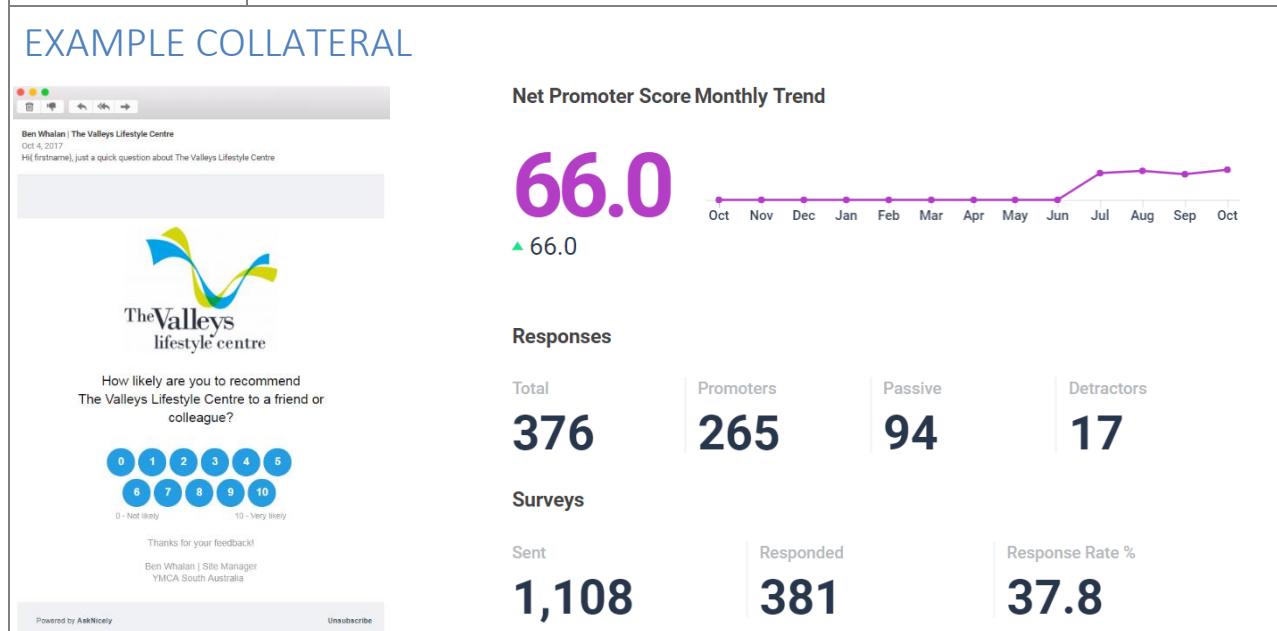 EXAMPLE COLLATERAL
Ben Whalan | The Valleys Lifestyle Centre
Oct 4, 2017
Hi{ firstname}, just a quick question about The Valleys Lifestyle Centre
The Valleys
lifestyle centre
How likely are you to recommend
The Valleys Lifestyle Centre to a friend or
colleague?
0 1 2 3 4 5
6 7 8 9 10
0 - Not likely 10 - Very likely
Thanks for your feedback!
Ben Whalan | Site Manager
YMCA South Australia
Powered by AskNicely Unsubscribe
Net Promoter Score Monthly Trend
66.0
66.0
Oct Nov Dec Jan Feb Mar Apr May Jun Jul Aug Sep Oct
Responses
Total Promoters Passive Detractors
376 265 94 17
Surveys
Sent Responded Response Rate %
1,108 381 37.8